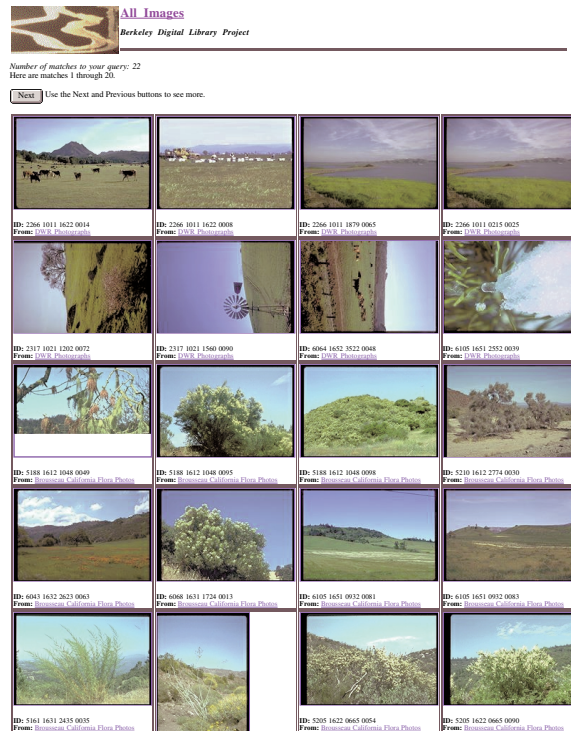 All Images
Berkeley Digital Library Project
Number of matches to your query: 22
Here are matches 1 through 20.
Next Use the Next and Previous buttons to see more.
ID: 2266 1011 1622 0014
From: DWR Photographs
ID: 2266 1011 1622 0008
From: DWR Photographs
ID: 2266 1011 1879 0065
From: DWR Photographs
ID: 2266 1011 0215 0025
From: DWR Photographs
ID: 2317 1021 1202 0072
From: DWR Photographs
ID: 2317 1021 1560 0090
From: DWR Photographs
ID: 6064 1652 3522 0048
From: DWR Photographs
ID: 6105 1651 2552 0039
From: DWR Photographs
ID: 5188 1612 1048 0049
From: Brousseau California Flora Photos
ID: 5188 1612 1048 0095
From: Brousseau California Flora Photos
ID: 5188 1612 1048 0098
From: Brousseau California Flora Photos
ID: 5210 1612 2774 0030
From: Brousseau California Flora Photos
ID: 6043 1632 2623 0063
From: Brousseau California Flora Photos
ID: 6068 1631 1724 0013
From: Brousseau California Flora Photos
ID: 6105 1651 0932 0081
From: Brousseau California Flora Photos
ID: 6105 1651 0932 0083
From: Brousseau California Flora Photos
ID: 5161 1631 2435 0035
From: Brousseau California Flora Photos
ID: 5205 1622 0665 0054
From: Brousseau California Flora Photos
ID: 5205 1622 0665 0090
From: Brousseau California Flora Photos